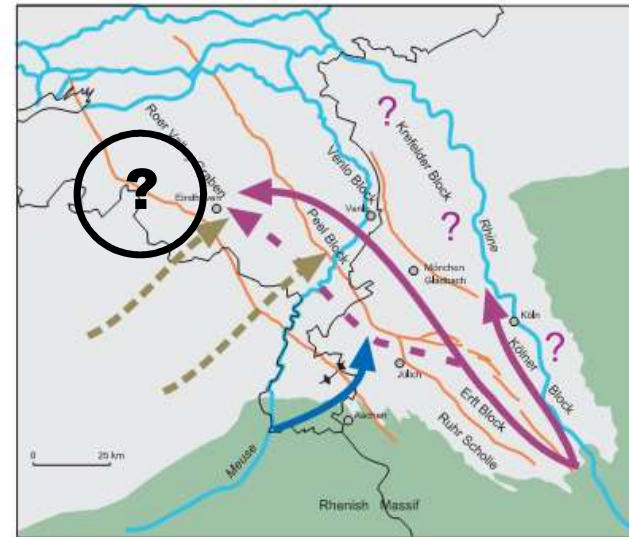 Roer Valley Graben
?
Krefelder Block
Venlo Block
?
Eindhoven
Venlo
Rhine
Peel Block
?
Mönchen
Gladbach
Köln
?
Kölner Block
Jülich
Erft Block
Aachen
Ruhr Scholle
0
25 km
Meuse
Rhenish Massif